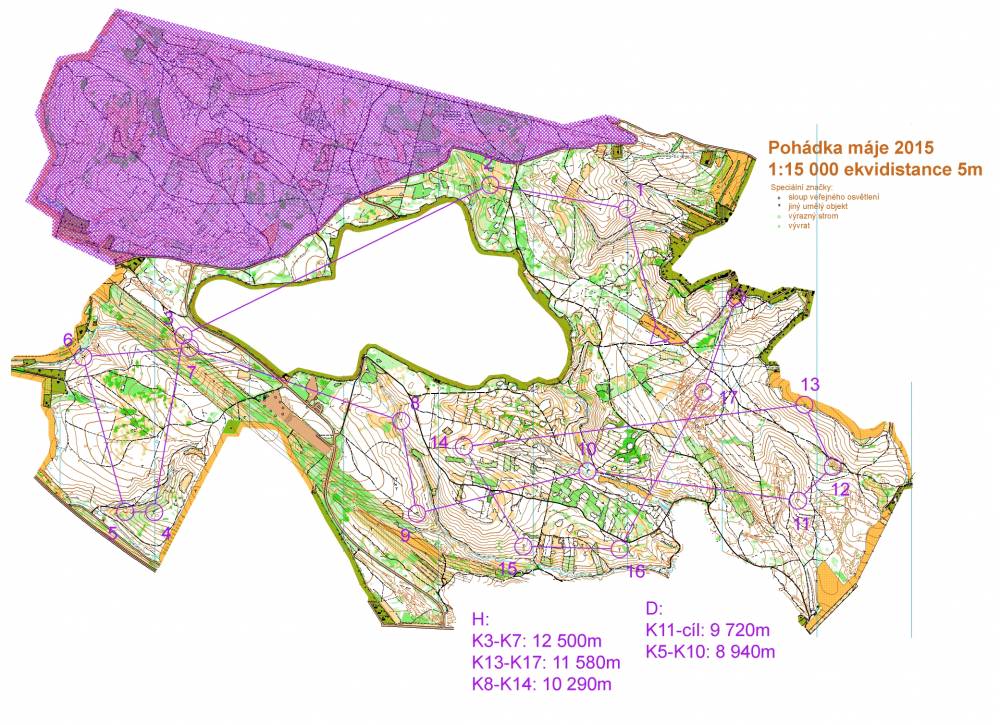 Pohádka máje 2015
1:15 000 ekvidistance 5m
Speciální značky:
sloup veřejného osvětlení
jiný umělý objekt
výrazný strom
vývrat
2
1
3
6
7
13
17
8
14
10
12
11
5
4
9
15
16
H:
K3-K7: 12 500m
K13-K17: 11 580m
K8-K14: 10 290m
D:
K11-cíl: 9 720m
K5-K10: 8 940m